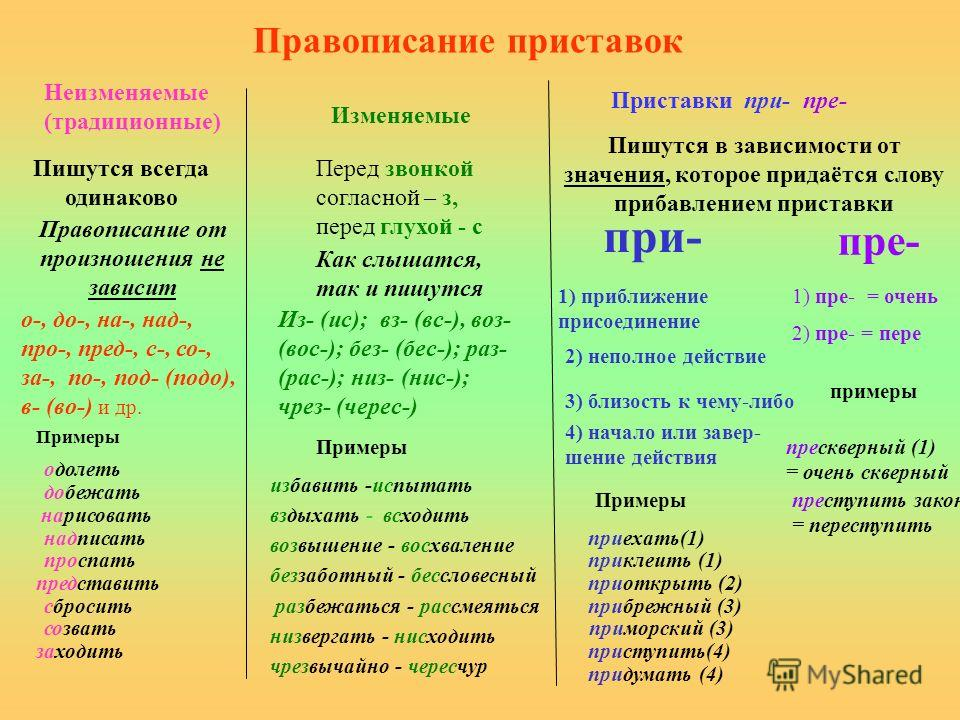 Правописание приставок
Неизменяемые
(традиционные)
Пишутся всегда
одинаково
Правописание от
произношения не
зависит
о-, до-, на-, над-,
про-, пред-, с-, со-,
за-, по-, под- (подо),
в- (во-) и др.
Примеры
одолеть
добежать
нарисовать
надписать
проспать
представить
сбросить
созвать
заходить
Изменяемые
Перед звонкой
согласной – з,
перед глухой - с
Как слышатся,
так и пишутся
Из- (ис); вз- (вс-), воз-
(вос-); без- (бес-); раз-
(рас-); низ- (нис-);
чрез- (черес-)
Примеры
избавить -испытать
вздыхать - всходить
возвышение - восхваление
беззаботный - бессловесный
разбежаться - рассмеяться
низвергать - нисходить
чрезвычайно - чересчур
Приставки при- пре-
Пишутся в зависимости от
значения, которое придаётся слову
прибавлением приставки
при-
1) приближение
присоединение
2) неполное действие
3) близость к чему-либо
4) начало или завер-
шение действия
Примеры
приехать(1)
приклеить (1)
приоткрыть (2)
прибрежный (3)
приморский (3)
приступить(4)
придумать (4)
пре-
1) пре- = очень
2) пре- = пере
примеры
прескверный (1)
= очень скверный
преступить закон
= переступить
MyShared